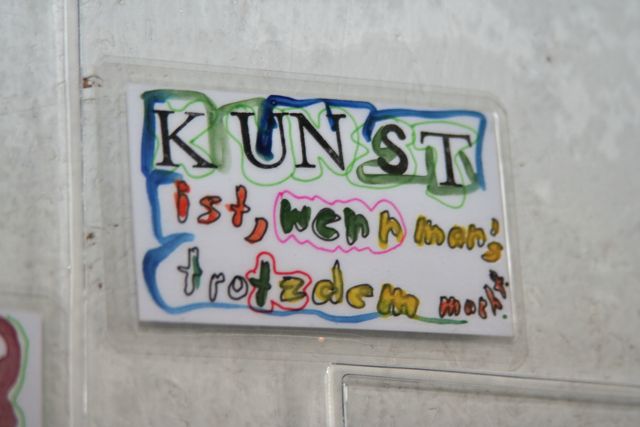 KUNST
ist, wenn man's
trotzdem macht